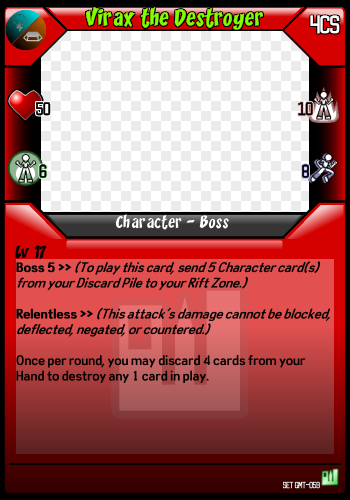 Virax the Destroyer
4CS
50
10
6
8
Character - Boss
Lv 17
Boss 5 >> (To play this card, send 5 Character card(s)
from your Discard Pile to your Rift Zone.)
Relentless >> (This attack's damage cannot be blocked,
deflected, negated, or countered.)
Once per round, you may discard 4 cards from your
Hand to destroy any 1 card in play.
SET GMT-059